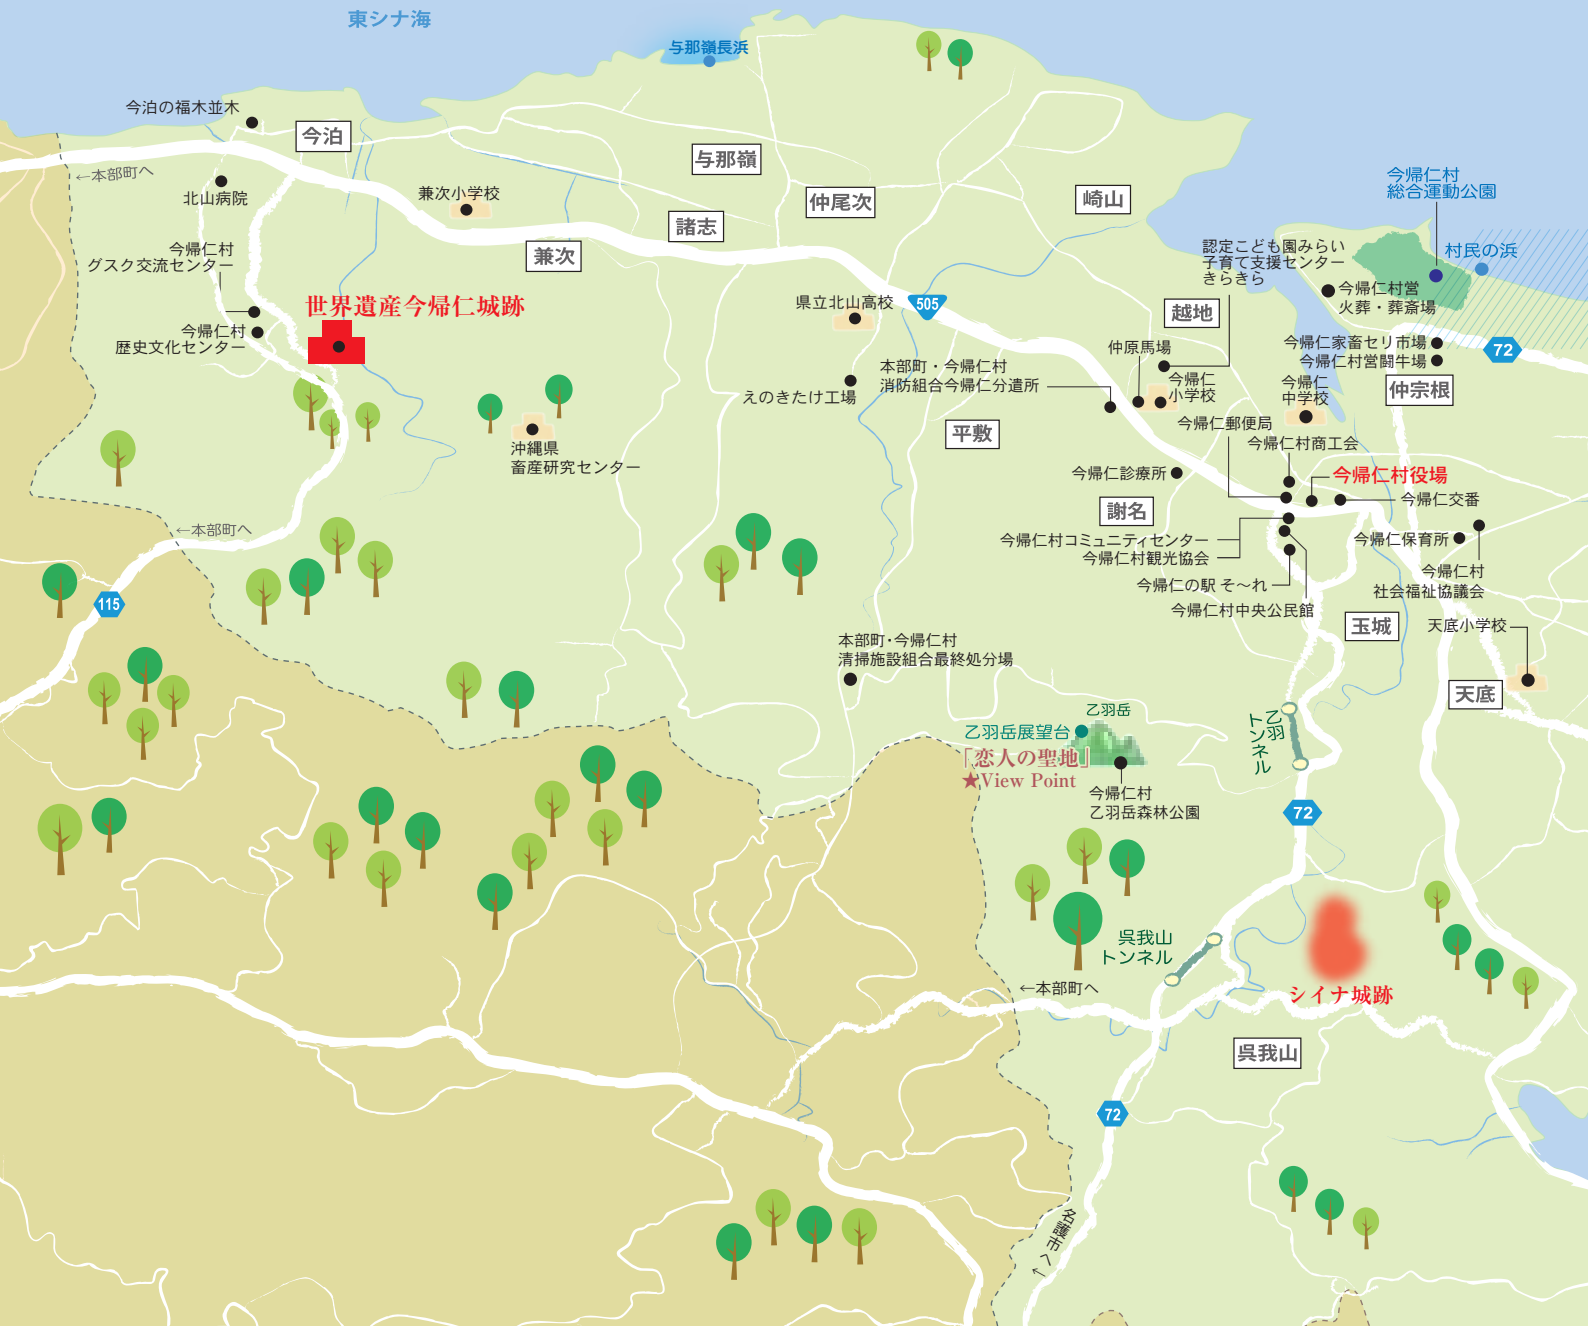 東シナ海
与那嶺長浜
今泊の福木並木
今泊
←本部町へ
北山病院
兼次小学校
与那嶺
仲尾次
諸志
兼次
崎山
今帰仁村
総合運動公園
村民の浜
今帰仁村
グスク交流センター
世界遺産今帰仁城跡
今帰仁村
歴史文化センター
県立北山高校
505
認定こども園みらい
子育て支援センター
きらきら
今帰仁村営
火葬・葬斎場
越地
今帰仁家畜セリ市場
今帰仁村営闘牛場
72
仲原馬場
本部町・今帰仁村
消防組合今帰仁分遣所
えのきたけ工場
今帰仁
小学校
今帰仁
中学校
仲宗根
今帰仁郵便局
今帰仁村商工会
平敷
沖縄県
畜産研究センター
今帰仁診療所
今帰仁村役場
今帰仁交番
謝名
←本部町へ
今帰仁村コミュニティセンター
今帰仁村観光協会
今帰仁保育所
今帰仁村
社会福祉協議会
今帰仁の駅 そ～れ
今帰仁村中央公民館
115
玉城
天底小学校
本部町･今帰仁村
清掃施設組合最終処分場
天底
乙羽岳
乙羽岳展望台
「恋人の聖地」
★View Point
乙羽
トンネル
今帰仁村
乙羽岳森林公園
72
呉我山
トンネル
←本部町へ
シイナ城跡
呉我山
72
名護市へ→